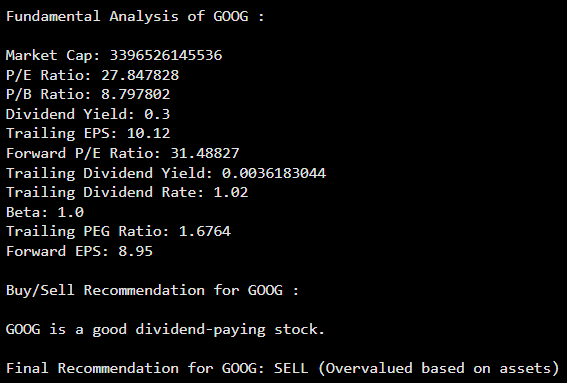 Fundamental Analysis of GOOG :
Market Cap: 3396526145536
P/E Ratio: 27.847828
P/B Ratio: 8.797802
Dividend Yield: 0.3
Trailing EPS: 10.12
Forward P/E Ratio: 31.48827
Trailing Dividend Yield: 0.0036183044
Trailing Dividend Rate: 1.02
Beta: 1.0
Trailing PEG Ratio: 1.6764
Forward EPS: 8.95
Buy/Sell Recommendation for GOOG :
GOOG is a good dividend-paying stock.
Final Recommendation for GOOG: SELL (Overvalued based on assets)